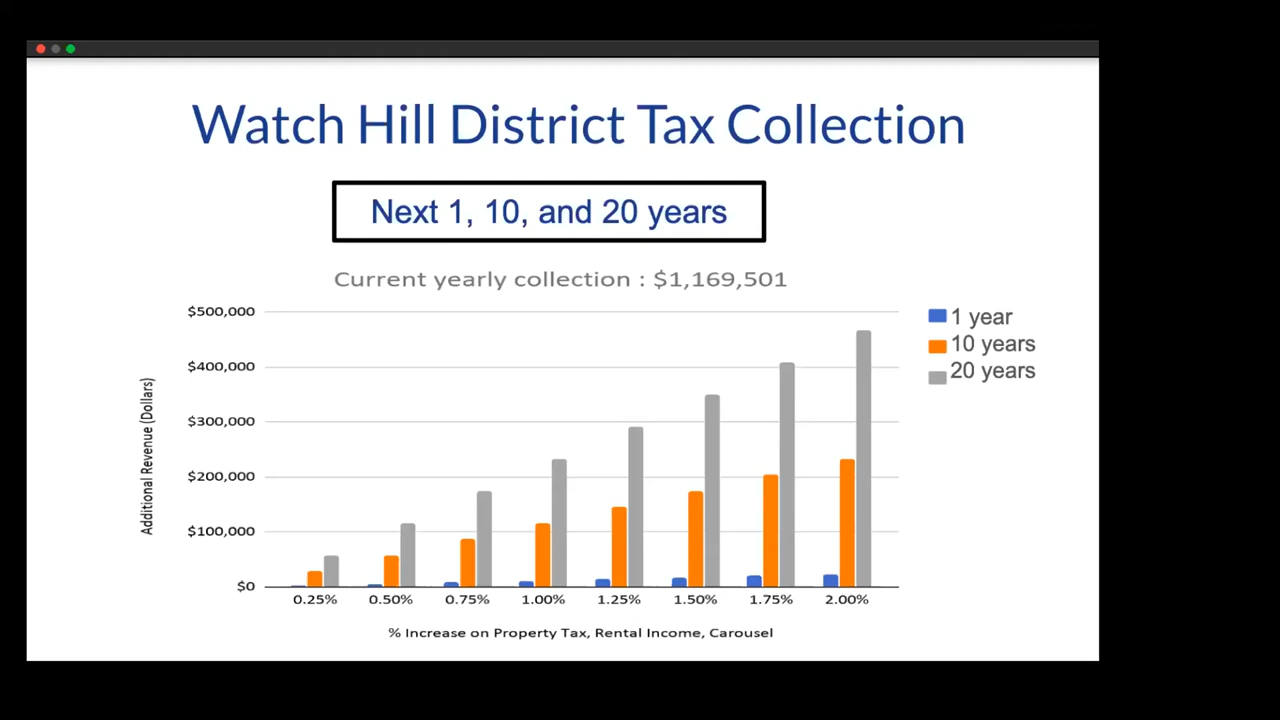 Watch Hill District Tax Collection
Next 1, 10, and 20 years
Current yearly collection : $1,169,501
$500,000
$400,000
$300,000
$200,000
$100,000
$0
Additional Revenue (Dollars)
0.25% 0.50% 0.75% 1.00% 1.25% 1.50% 1.75% 2.00%
% Increase on Property Tax, Rental Income, Carousel
1 year
10 years
20 years